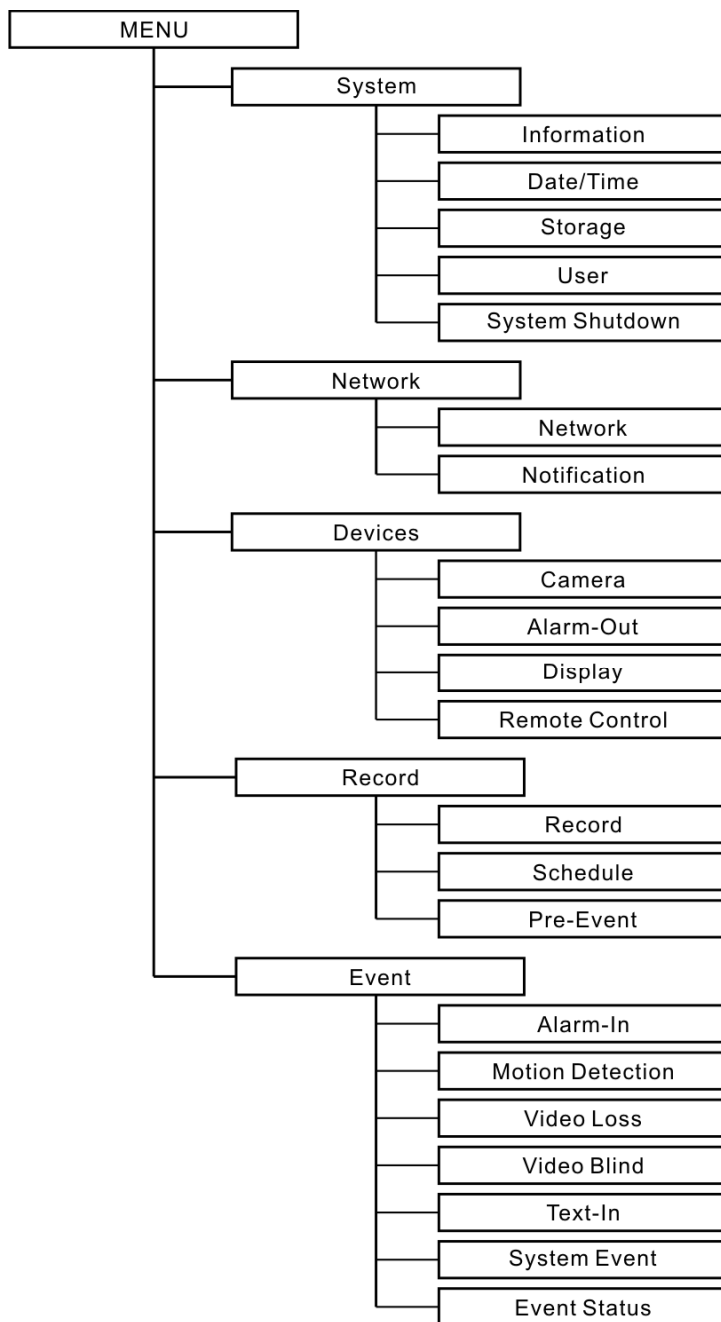 MENU
System
Information
Date/Time
Storage
User
System Shutdown
Network
Network
Notification
Devices
Camera
Alarm-Out
Display
Remote Control
Record
Record
Schedule
Pre-Event
Event
Alarm-In
Motion Detection
Video Loss
Video Blind
Text-In
System Event
Event Status